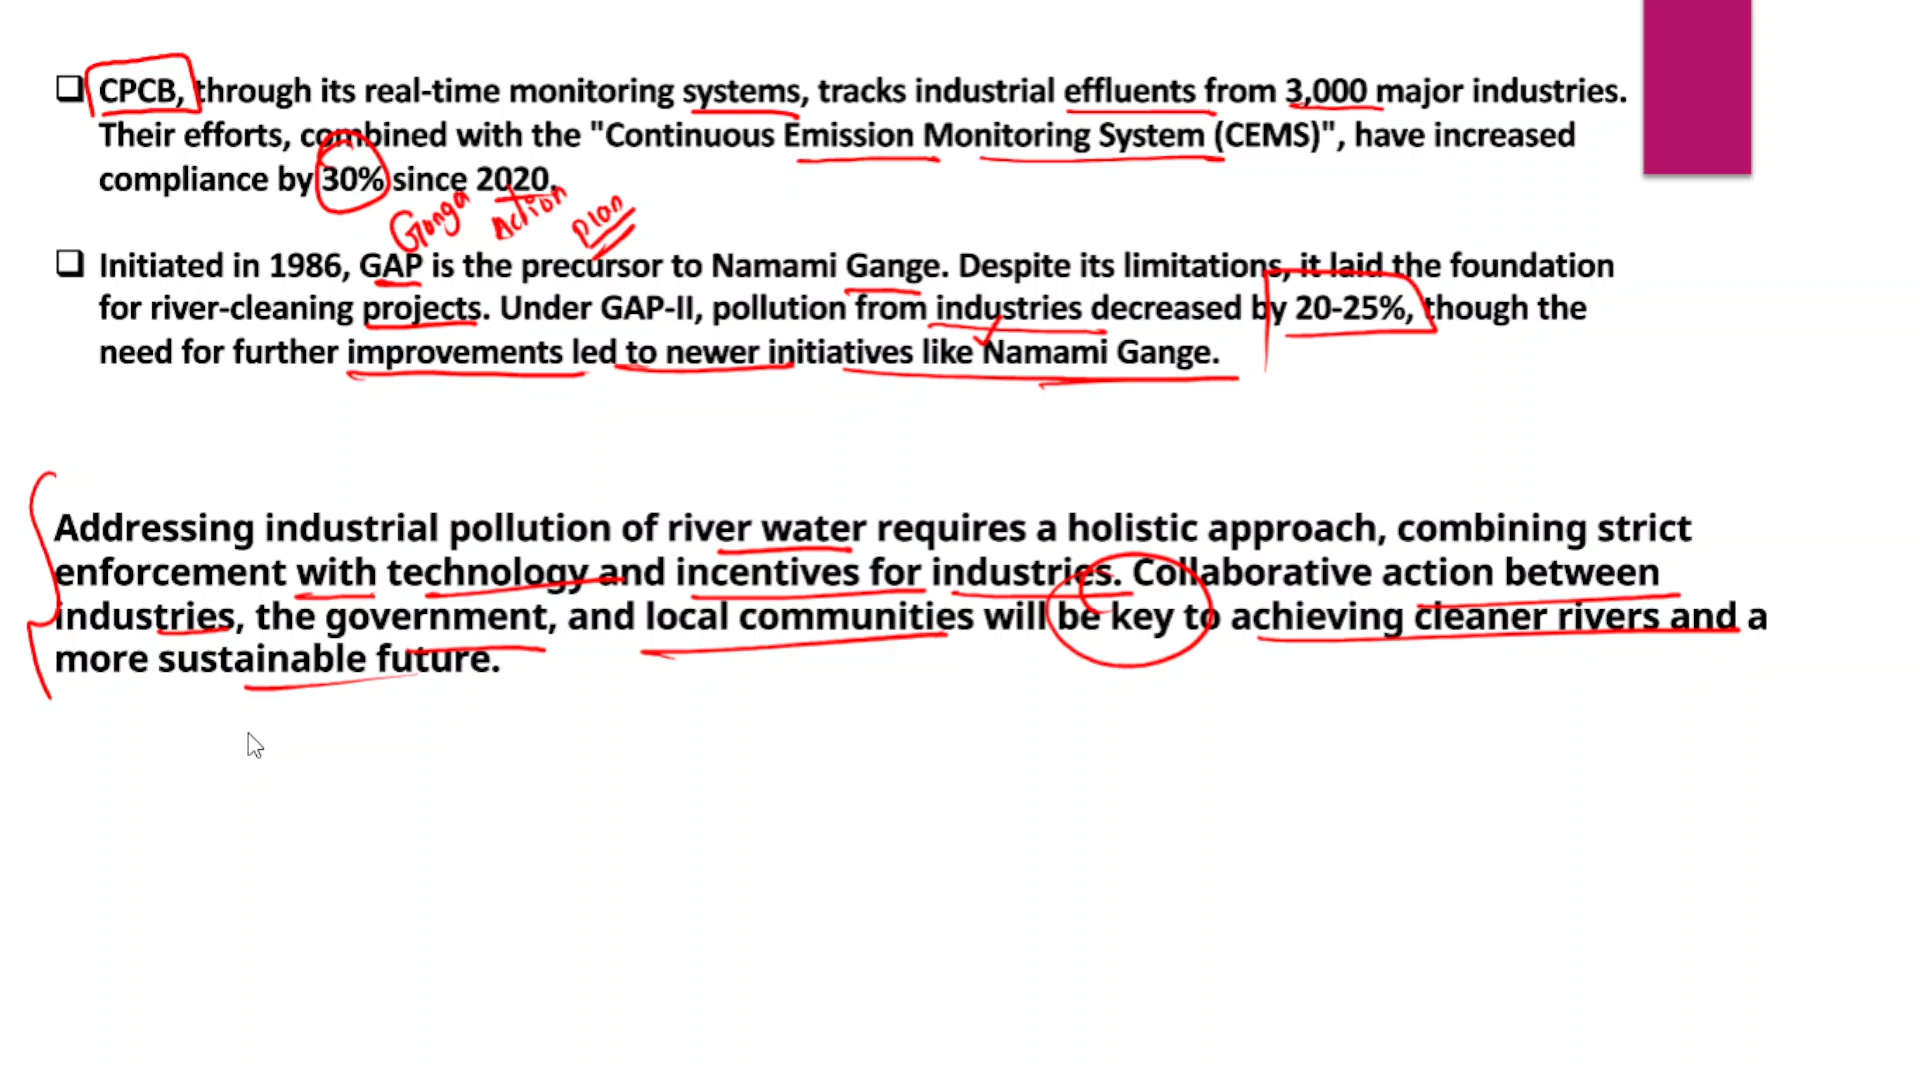 CPCB, through its real-time monitoring systems, tracks industrial effluents from 3,000 major industries.
Their efforts, combined with the "Continuous Emission Monitoring System (CEMS)", have increased
compliance by 30% since 2020.
Ganga Action Plan
Initiated in 1986, GAP is the precursor to Namami Gange. Despite its limitations, it laid the foundation
for river-cleaning projects. Under GAP-II, pollution from industries decreased by 20-25%, though the
need for further improvements led to newer initiatives like Namami Gange.
Addressing industrial pollution of river water requires a holistic approach, combining strict
enforcement with technology and incentives for industries. Collaborative action between
industries, the government, and local communities will be key to achieving cleaner rivers and a
more sustainable future.